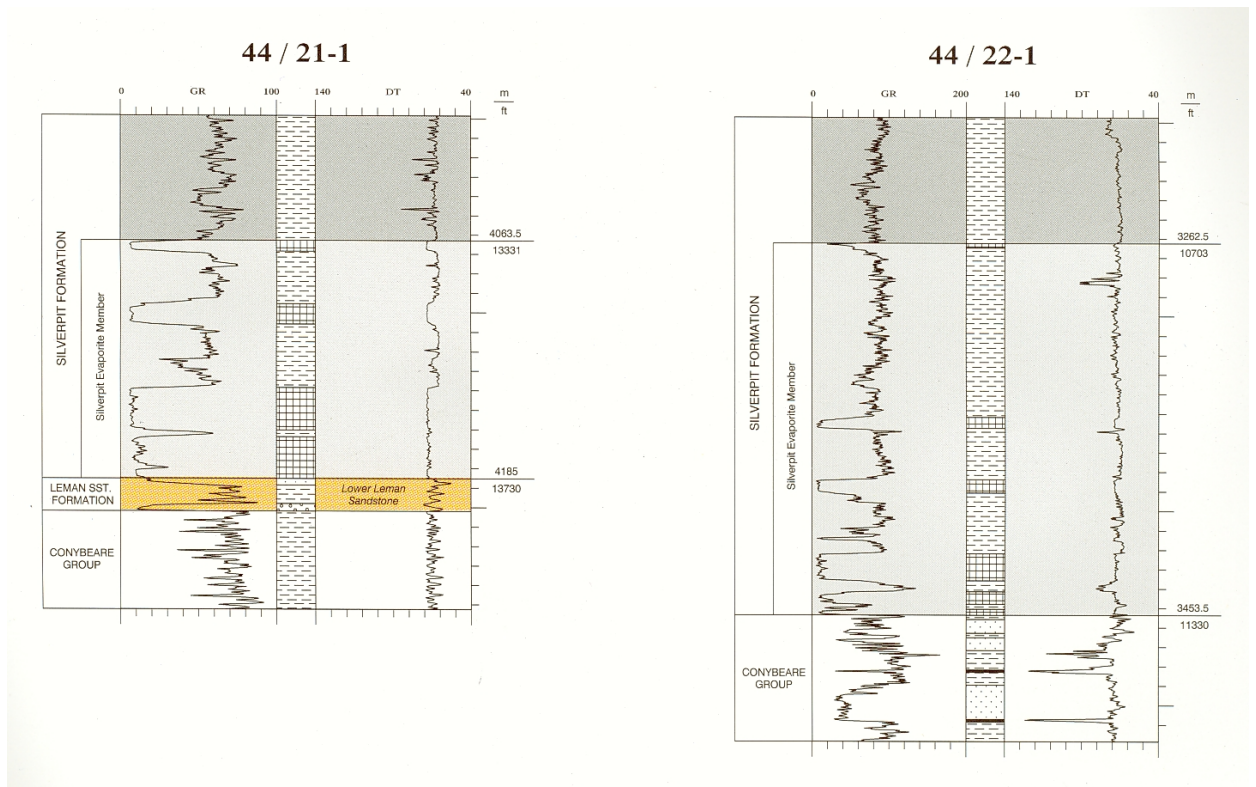 44 / 21-1
0 GR 100 140 DT 40 m
ft
SILVERPIT FORMATION
Silverpit Evaporite Member
4063.5
13331
4185
13730
LEMAN SST.
FORMATION
Lower Leman
Sandstone
CONYBEARE
GROUP
44 / 22-1
0 GR 200 140 DT 40 m
ft
SILVERPIT FORMATION
Silverpit Evaporite Member
3262.5
10703
3453.5
11330
CONYBEARE
GROUP